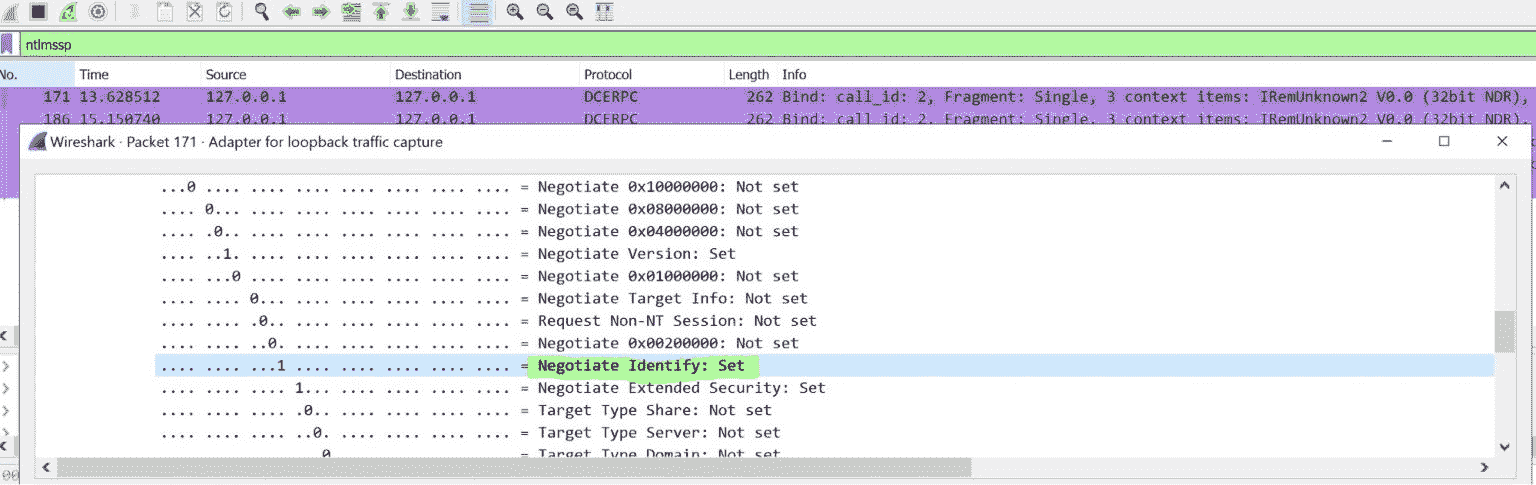 ntlmssp
No. Time Source Destination Protocol Length Info
171 13.628512 127.0.0.1 127.0.0.1 DCERPC 262 Bind: call_id: 2, Fragment: Single, 3 context items: IRemUnknown2 V0.0 (32bit NDR),
186 15.150740 127.0.0.1 127.0.0.1 DCERPC 262 Bind: call_id: 2, Fragment: Single, 3 context items: IRemUnknown2 V0.0 (32bit NDR),
Wireshark · Packet 171 · Adapter for loopback traffic capture
...0 .... .... .... .... .... .... .... = Negotiate 0x10000000: Not set
.... 0... .... .... .... .... .... .... = Negotiate 0x08000000: Not set
.... .0.. .... .... .... .... .... .... = Negotiate 0x04000000: Not set
.... ..1. .... .... .... .... .... .... = Negotiate Version: Set
.... ...0 .... .... .... .... .... .... = Negotiate 0x01000000: Not set
.... .... 0... .... .... .... .... .... = Negotiate Target Info: Not set
.... .... .0.. .... .... .... .... .... = Request Non-NT Session: Not set
.... .... ..0. .... .... .... .... .... = Negotiate 0x00200000: Not set
.... .... ...1 .... .... .... .... .... = Negotiate Identify: Set
.... .... .... 1... .... .... .... .... = Negotiate Extended Security: Set
.... .... .... .0.. .... .... .... .... = Target Type Share: Not set
.... .... .... ..0. .... .... .... .... = Target Type Server: Not set
.... .... .... ...0 .... .... .... .... = Target Type Domain: Not set